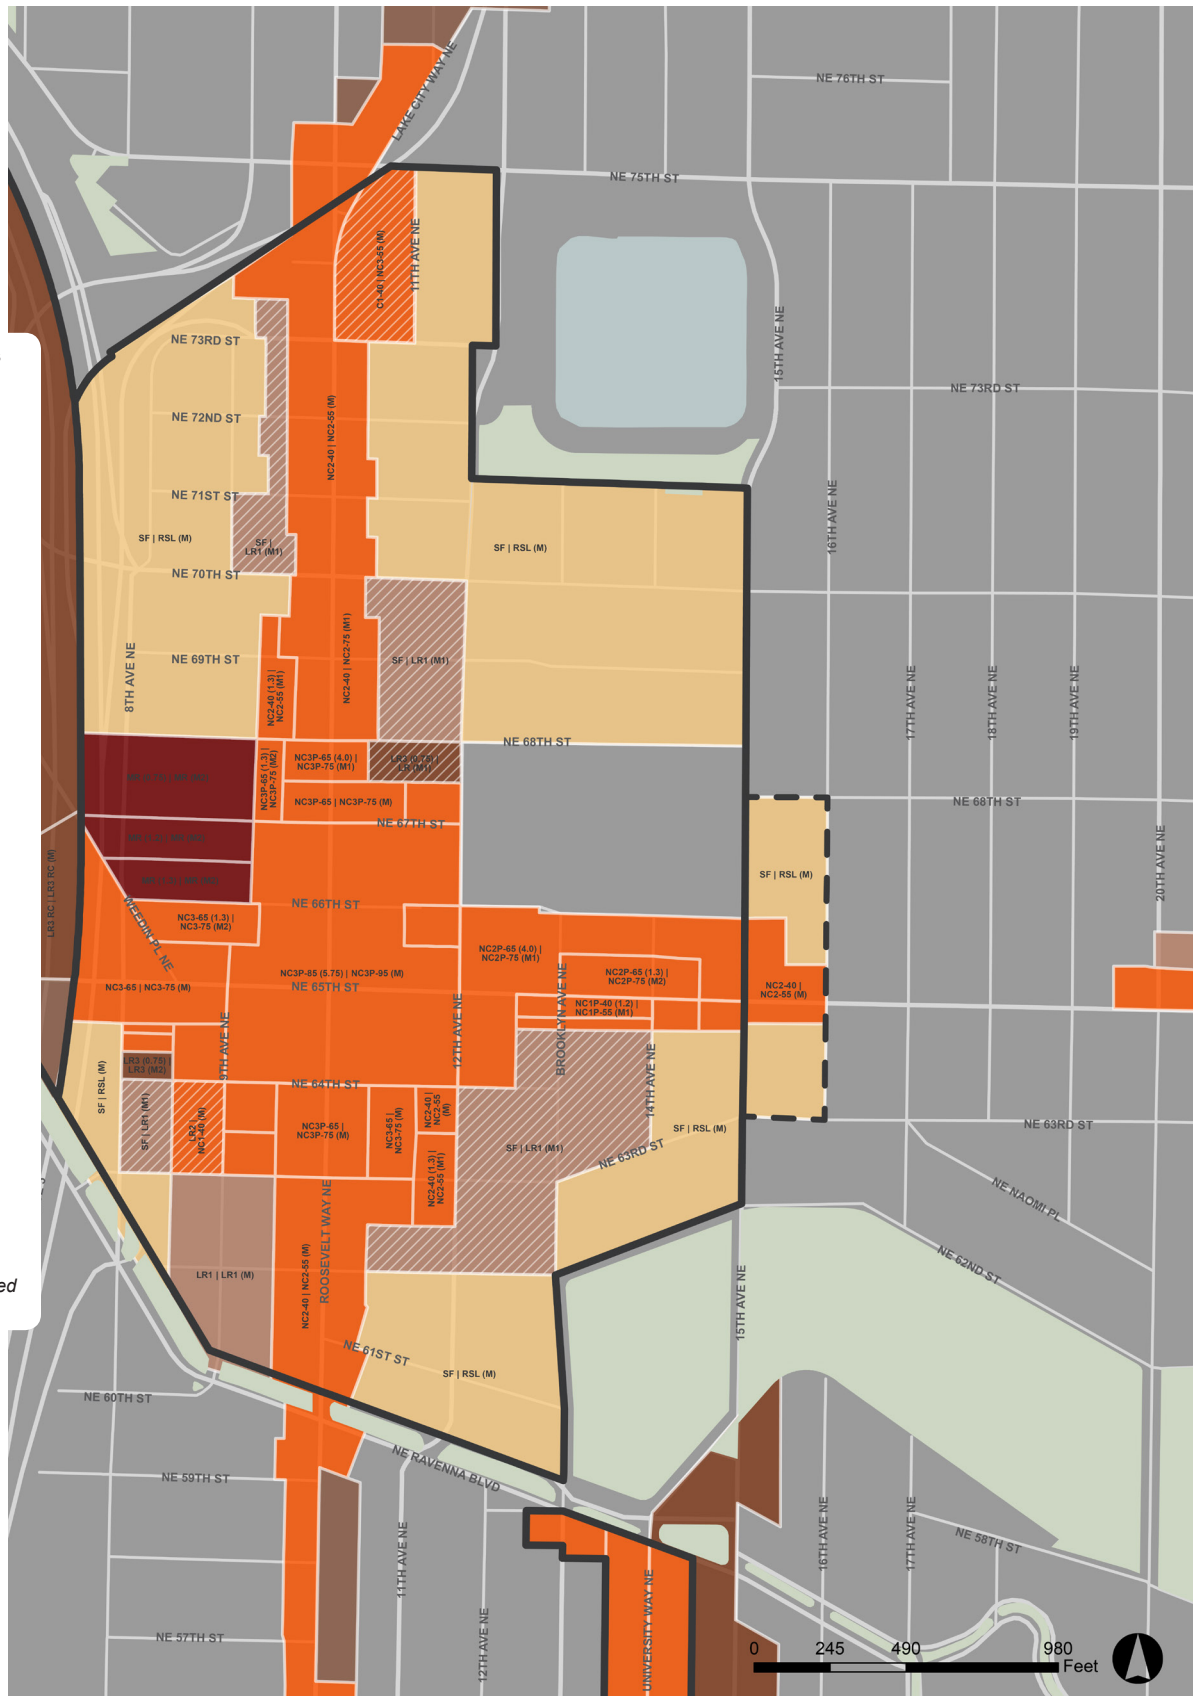 LAKE CITY WAY NE
NE 76TH ST
NE 75TH ST
11TH AVE NE
C1-40 | NC3-55 (M)
15TH AVE NE
NE 73RD ST
NE 73RD ST
NE 72ND ST
NC2-40 | NC2-55 (M)
NE 71ST ST
16TH AVE NE
SF | RSL (M)
SF |
LR1 (M1)
SF | RSL (M)
NE 70TH ST
8TH AVE NE
NE 69TH ST
NC2-40 (1.3) |
NC2-55 (M1)
NC2-40 | NC2-75 (M1)
SF | LR1 (M1)
17TH AVE NE
18TH AVE NE
19TH AVE NE
NE 68TH ST
NC3P-65 (1.3) |
NC3P-75 (M2)
NC3P-65 (4.0) |
NC3P-75 (M1)
LR3 (0.75) |
LR (M1)
NC3P-65 | NC3P-75 (M)
NE 68TH ST
NE 67TH ST
20TH AVE NE
LR3 RC | LR3 RC (M)
SF | RSL (M)
WEEDIN PL NE
NE 66TH ST
NC3-65 (1.3) |
NC3-75 (M2)
NC2P-65 (4.0) |
NC2P-75 (M1)
NC3P-85 (5.75) | NC3P-95 (M)
NC2P-65 (1.3) |
NC2P-75 (M2)
NC3-65 | NC3-75 (M)
NE 65TH ST
NC2-40 |
NC2-55 (M)
NC1P-40 (1.2) |
NC1P-55 (M1)
BROOKLYN AVE NE
12TH AVE NE
9TH AVE NE
14TH AVE NE
LR3 (0.75) |
LR3 (M2)
SF | RSL (M)
NE 64TH ST
SF | LR1 (M1)
LR2 |
NC1-40 (M)
NC3P-65 |
NC3P-75 (M)
NC3-65 |
NC3-75 (M)
NC2-40 |
NC2-55
(M)
SF | RSL (M)
NE 63RD ST
SF | LR1 (M1)
NE 63RD ST
NC2-40 (1.3) |
NC2-55 (M1)
NE NAOMI PL
ROOSEVELT WAY NE
NE 62ND ST
LR1 | LR1 (M)
NC2-40 | NC2-55 (M)
ed
15TH AVE NE
NE 61ST ST
SF | RSL (M)
NE 60TH ST
NE RAVENNA BLVD
NE 59TH ST
16TH AVE NE
17TH AVE NE
NE 58TH ST
11TH AVE NE
UNIVERSITY WAY NE
12TH AVE NE
NE 57TH ST
0 245 490 980
Feet